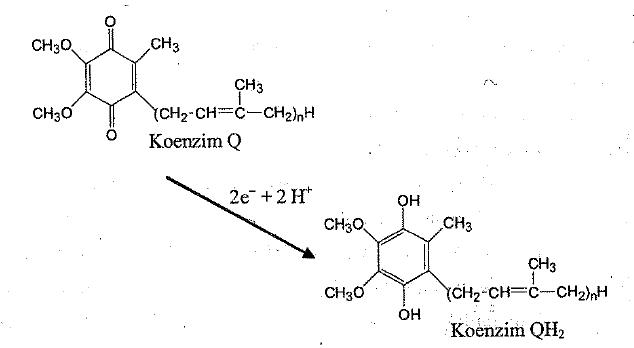 O
CH₃O CH₃
CH₃
CH₃O (CH₂-CH=C-CH₂)ₙH
O
Koenzim Q
2e⁻ + 2 H⁺
OH
CH₃O CH₃
CH₃
CH₃O (CH₂-CH=C-CH₂)ₙH
OH
Koenzim QH₂